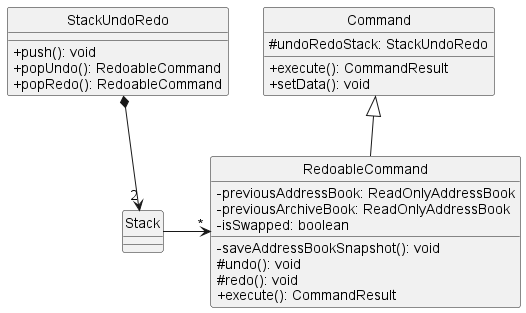 StackUndoRedo
+push(): void
+popUndo(): RedoableCommand
+popRedo(): RedoableCommand
Command
#undoRedoStack: StackUndoRedo
+execute(): CommandResult
+setData(): void
2
Stack
*
RedoableCommand
-previousAddressBook: ReadOnlyAddressBook
-previousArchiveBook: ReadOnlyAddressBook
-isSwapped: boolean
-saveAddressBookSnapshot(): void
#undo(): void
#redo(): void
+execute(): CommandResult